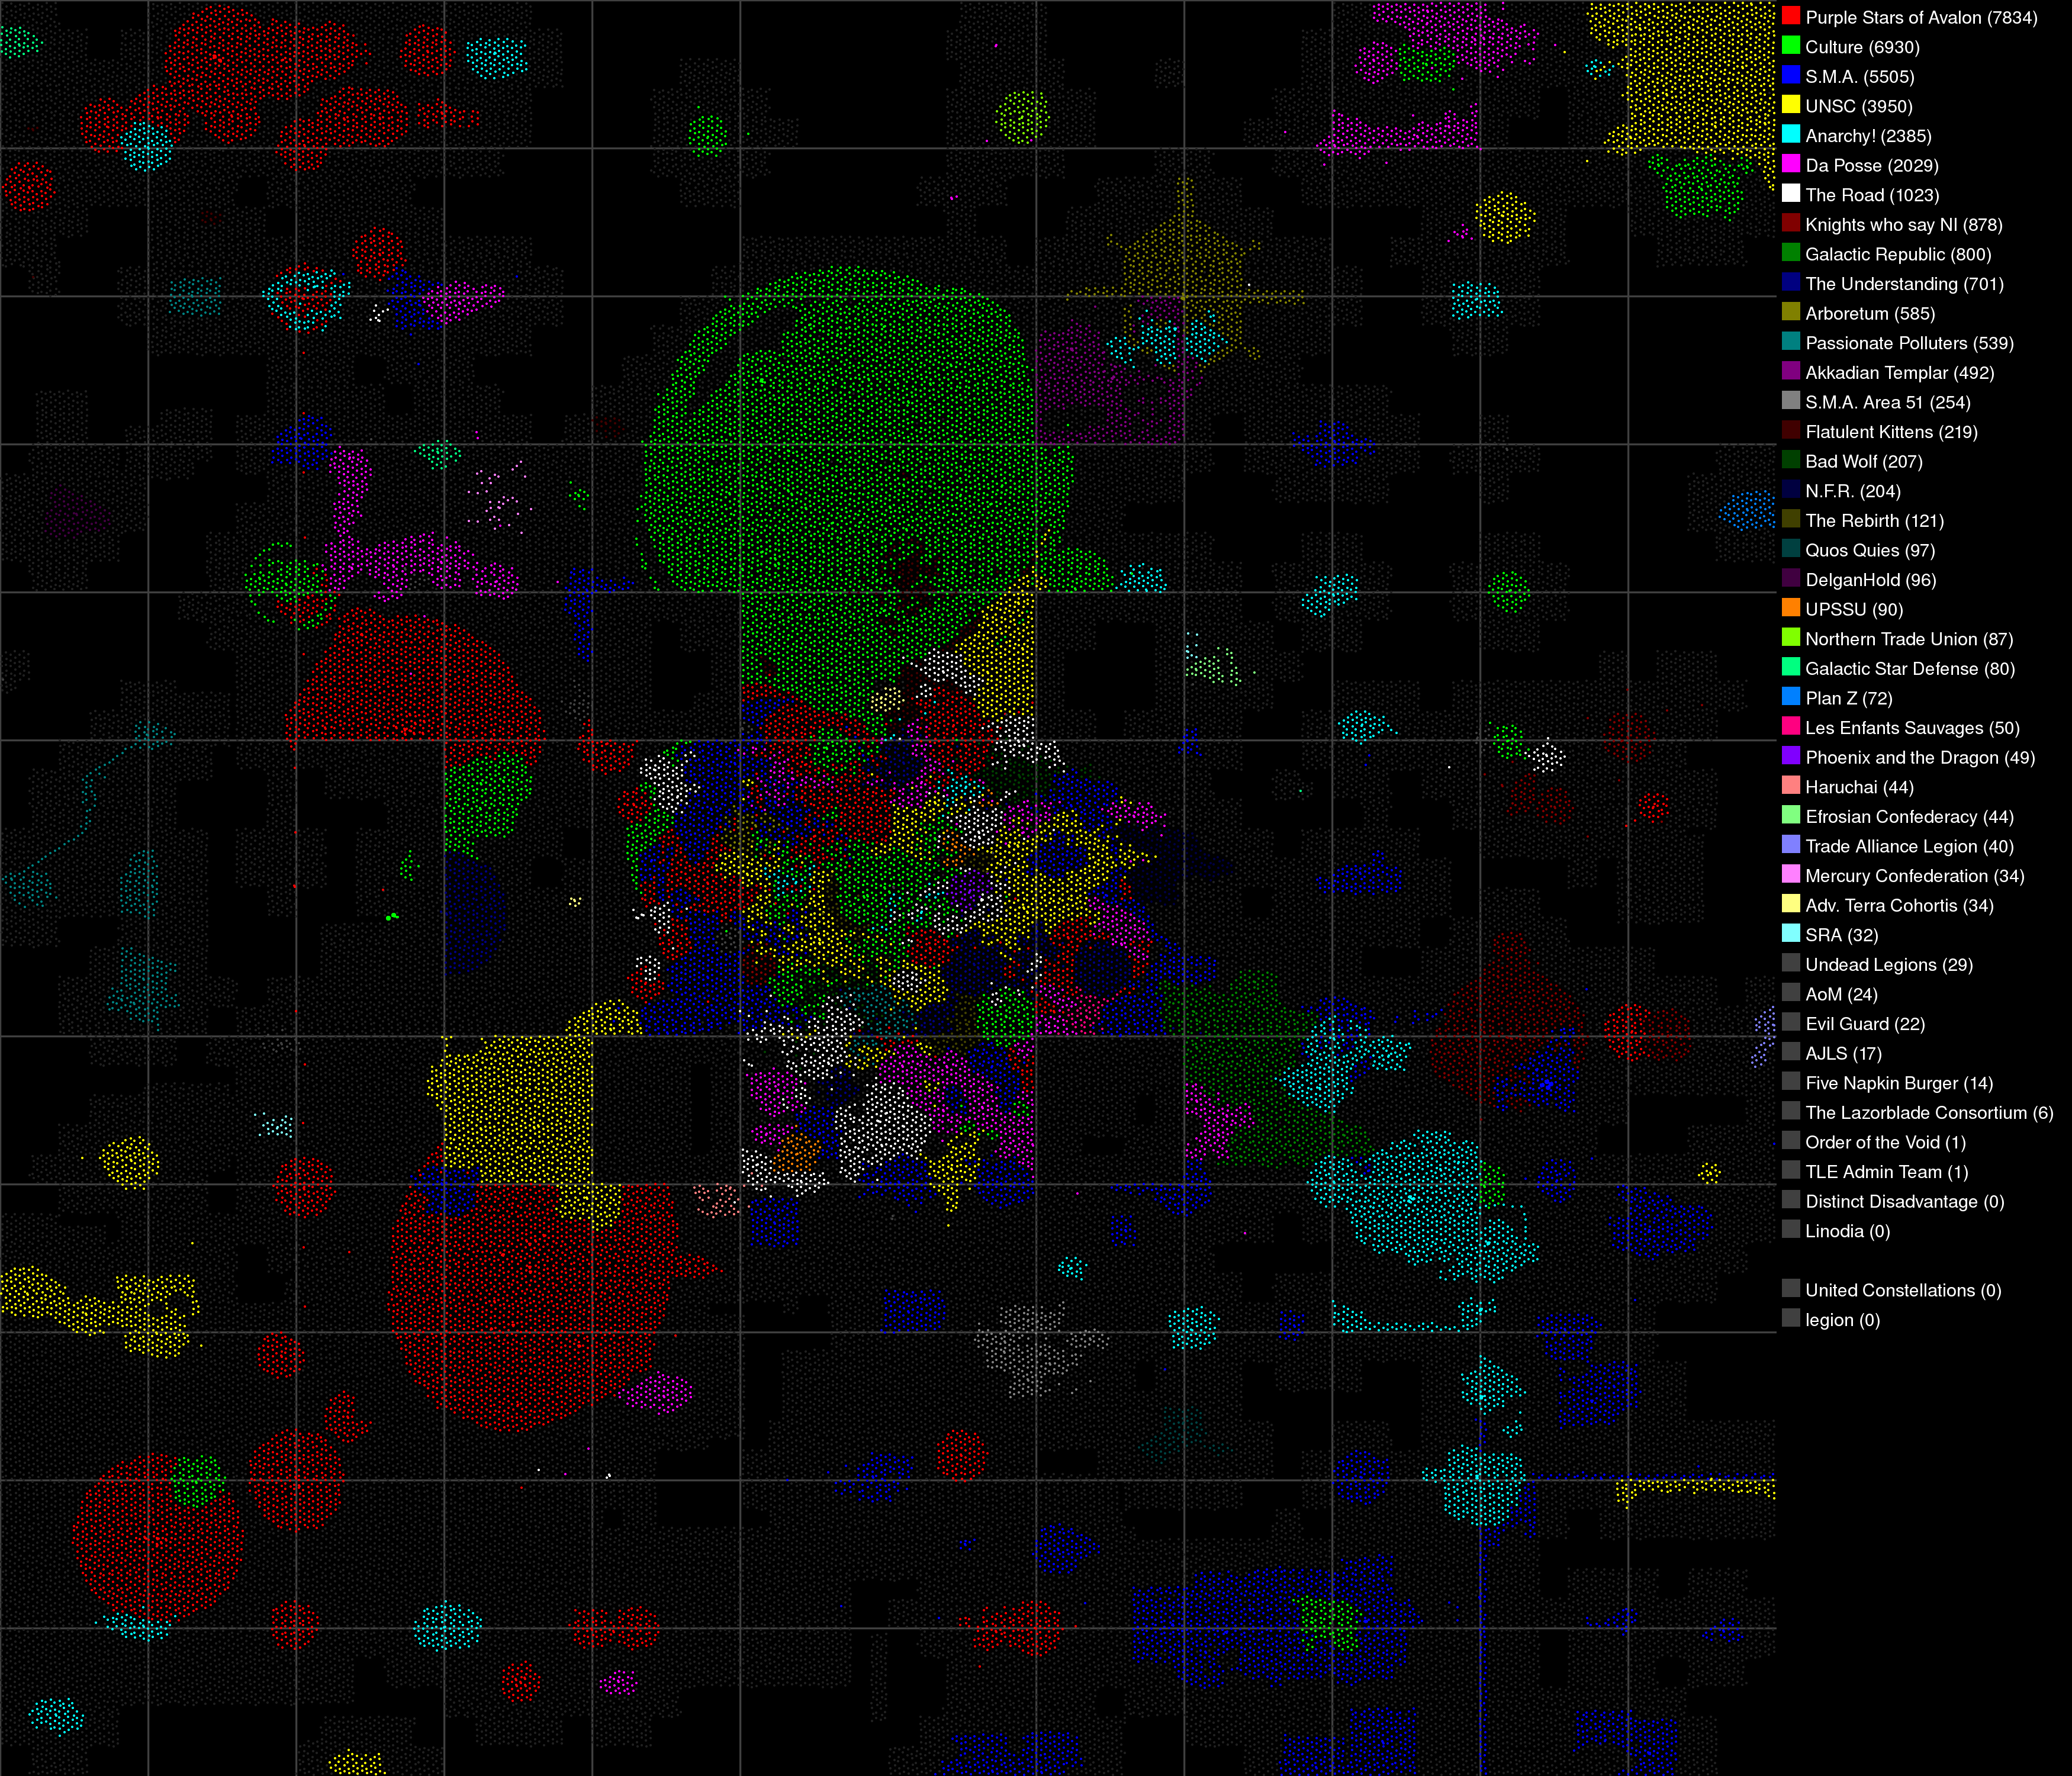 Purple Stars of Avalon (7834)
Culture (6930)
S.M.A. (5505)
UNSC (3950)
Anarchy! (2385)
Da Posse (2029)
The Road (1023)
Knights who say NI (878)
Galactic Republic (800)
The Understanding (701)
Arboretum (585)
Passionate Polluters (539)
Akkadian Templar (492)
S.M.A. Area 51 (254)
Flatulent Kittens (219)
Bad Wolf (207)
N.F.R. (204)
The Rebirth (121)
Quos Quies (97)
DelganHold (96)
UPSSU (90)
Northern Trade Union (87)
Galactic Star Defense (80)
Plan Z (72)
Les Enfants Sauvages (50)
Phoenix and the Dragon (49)
Haruchai (44)
Efrosian Confederacy (44)
Trade Alliance Legion (40)
Mercury Confederation (34)
Adv. Terra Cohortis (34)
SRA (32)
Undead Legions (29)
AoM (24)
Evil Guard (22)
AJLS (17)
Five Napkin Burger (14)
The Lazorblade Consortium (6)
Order of the Void (1)
TLE Admin Team (1)
Distinct Disadvantage (0)
Linodia (0)
United Constellations (0)
legion (0)